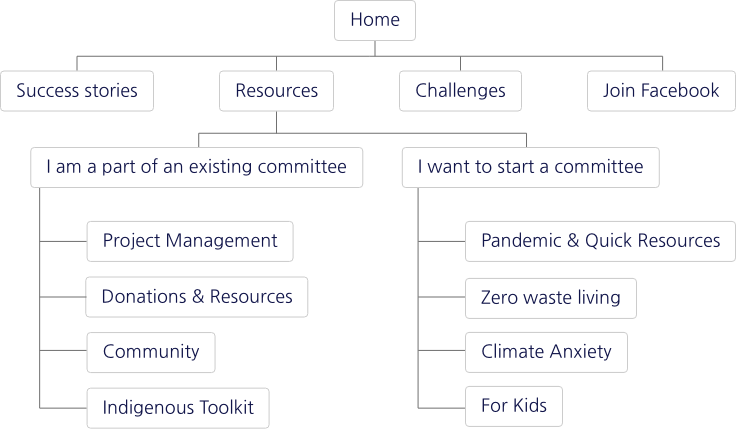 Home
Success stories
Resources
Challenges
Join Facebook
I am a part of an existing committee
I want to start a committee
Project Management
Donations & Resources
Community
Indigenous Toolkit
Pandemic & Quick Resources
Zero waste living
Climate Anxiety
For Kids